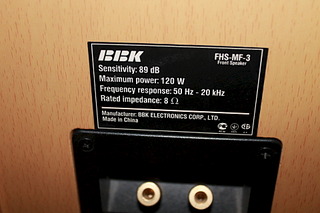 BBK
FHS-MF-3
Front Speaker
Sensitivity: 89 dB
Maximum power: 120 W
Frequency response: 50 Hz - 20 kHz
Rated impedance: 8 Ω
Manufacturer: BBK ELECTRONICS CORP., LTD.
Made in China